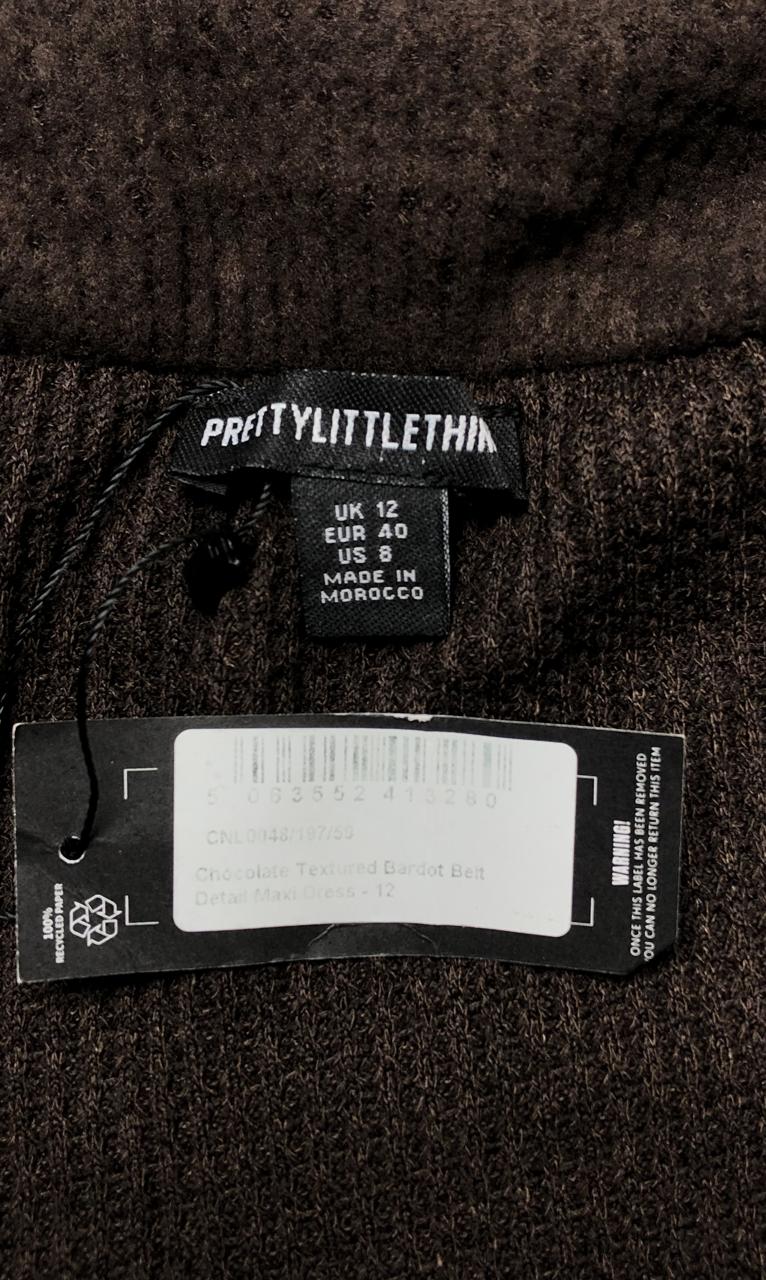 PRETTYLITTLETHIN
UK 12
EUR 40
US 8
MADE IN
MOROCCO
5 063552 413280
CNL0048/197/59
Chocolate Textured Bardot Belt
Detail Maxi Dress - 12
100%
RECYCLED PAPER
WARNING!
ONCE THIS LABEL HAS BEEN REMOVED
YOU CAN NO LONGER RETURN THIS ITEM